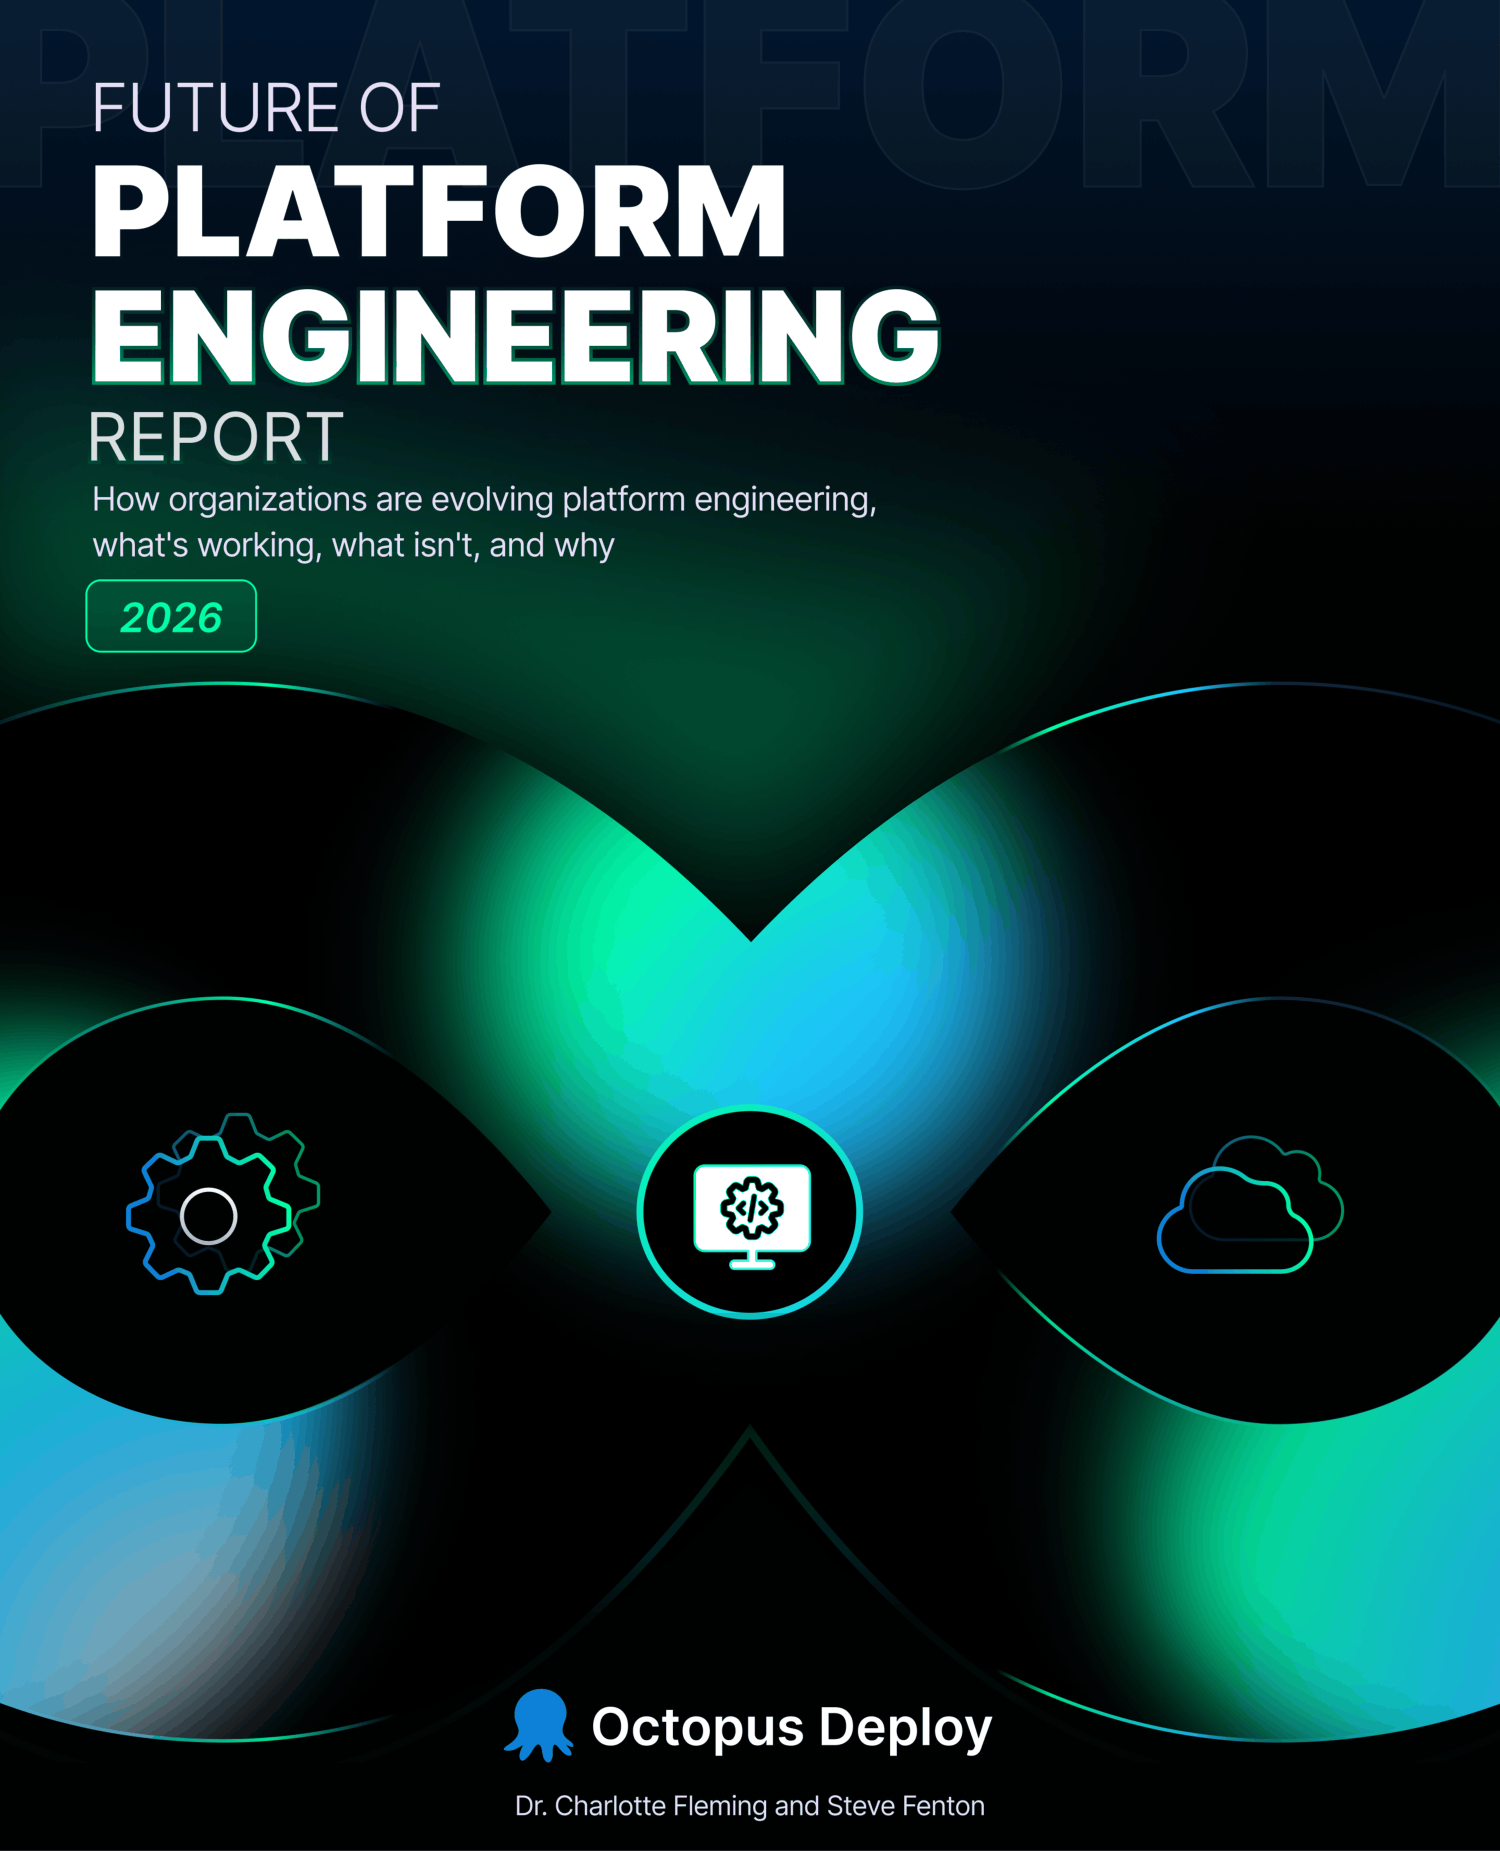 PLATFORM
FUTURE OF
PLATFORM
ENGINEERING
REPORT
How organizations are evolving platform engineering,
what's working, what isn't, and why
2026
</>
Octopus Deploy
Dr. Charlotte Fleming and Steve Fenton